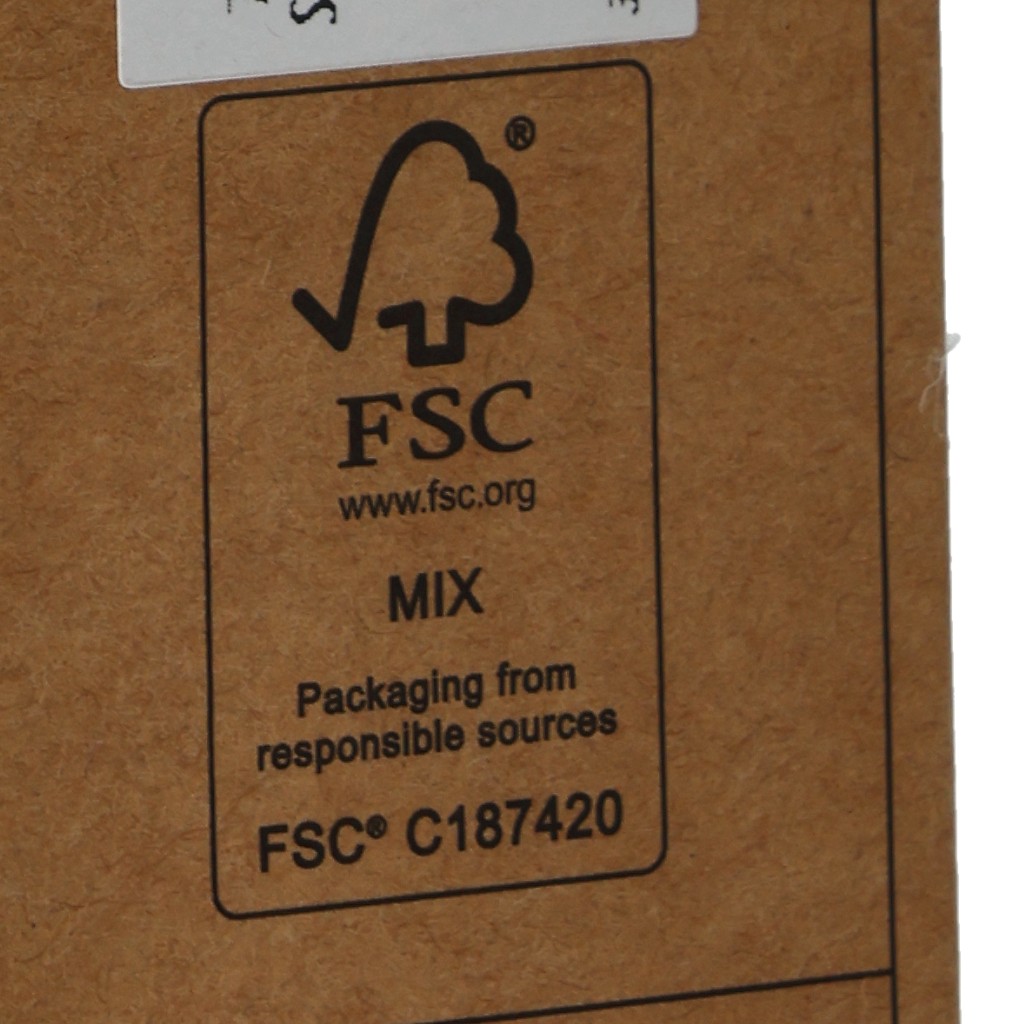 ®
FSC
www.fsc.org
MIX
Packaging from
responsible sources
FSC® C187420